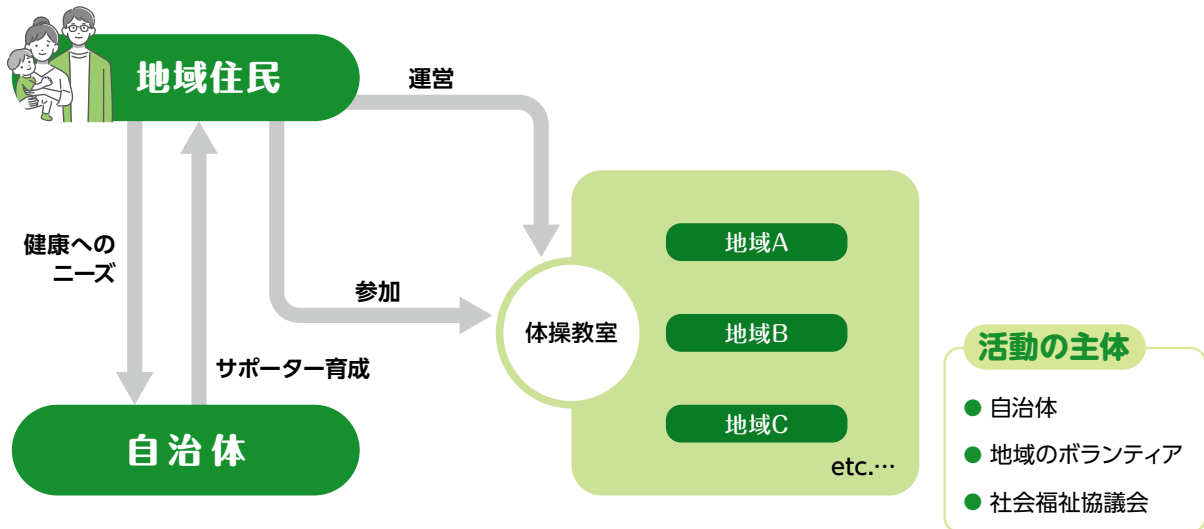 地域住民
運営
健康への
ニーズ
参加
サポーター育成
自治体
体操教室
地域A
地域B
地域C
etc.…
活動の主体
● 自治体
● 地域のボランティア
● 社会福祉協議会